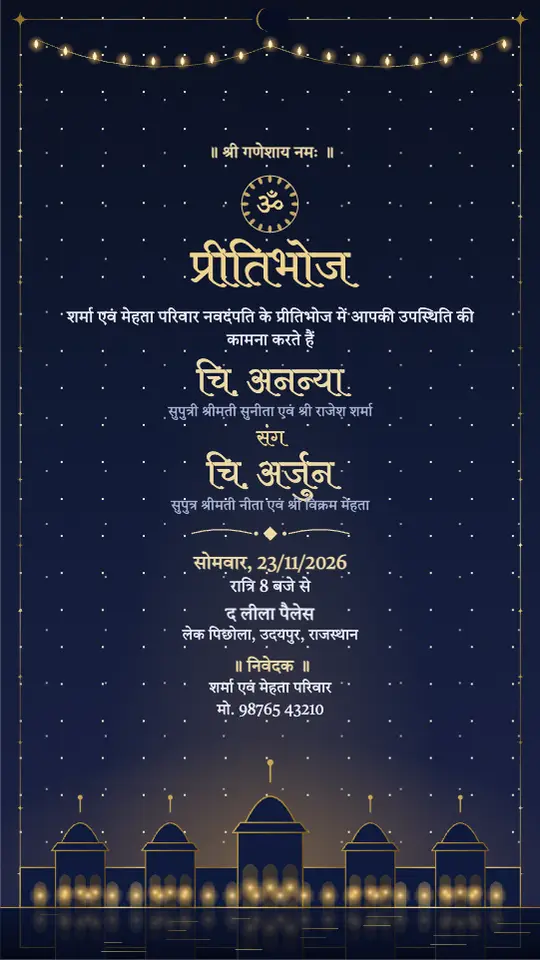 ॥ श्री गणेशाय नमः ॥
ॐ
प्रीतिभोज
शर्मा एवं मेहता परिवार नवदंपति के प्रीतिभोज में आपकी उपस्थिति की
कामना करते हैं
चि. अनन्या
सुपुत्री श्रीमती सुनीता एवं श्री राजेश शर्मा
संग
चि. अर्जुन
सुपुत्र श्रीमती नीता एवं श्री विक्रम मेहता
सोमवार, 23/11/2026
रात्रि 8 बजे से
द लीला पैलेस
लेक पिछोला, उदयपुर, राजस्थान
॥ निवेदक ॥
शर्मा एवं मेहता परिवार
मो. 98765 43210